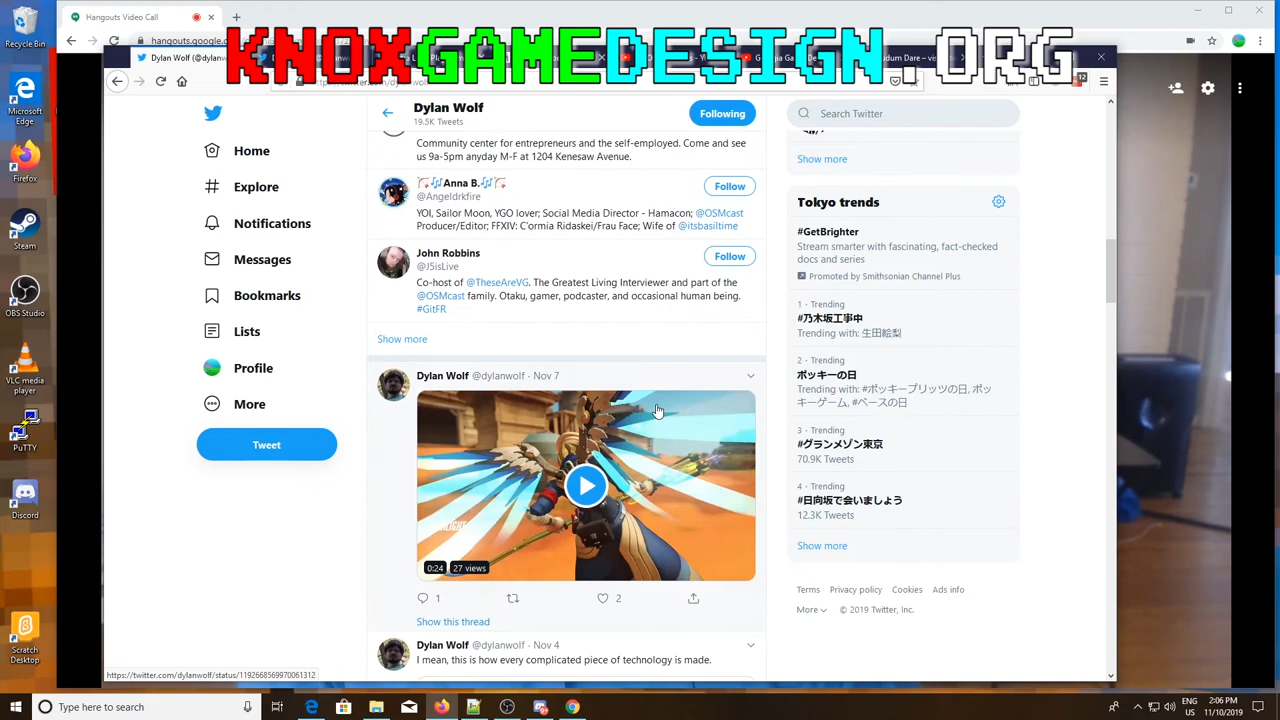 Recycle Bin
Hangouts Video Call
hangouts.google.c
KNOXGAMEDESIGN.ORG
Dylan Wolf (@dylanw
12
Microsoft Edge
Firefox
Steam
OBS Studio
VLC media player
PuTTY
Discord
Scratch Desktop
Home
Explore
Notifications
Messages
Bookmarks
Lists
Profile
More
Tweet
Dylan Wolf
19.5K Tweets
Following
Community center for entrepreneurs and the self-employed. Come and see
us 9a-5pm anyday M-F at 1204 Kenesaw Avenue.
Anna B.
@Angeldrkfire
Follow
YOI, Sailor Moon, YGO lover; Social Media Director - Hamacon; @OSMcast
Producer/Editor; FFXIV: C'ormia Ridaskei/Frau Face; Wife of @itsbasiltime
John Robbins
@J5isLive
Follow
Co-host of @TheseAreVG. The Greatest Living Interviewer and part of the
@OSMcast family. Otaku, gamer, podcaster, and occasional human being.
#GitFR
Show more
Dylan Wolf @dylanwolf · Nov 7
0:24 27 views
1
2
Show this thread
Dylan Wolf @dylanwolf · Nov 4
I mean, this is how every complicated piece of technology is made.
Search Twitter
Show more
Tokyo trends
#GetBrighter
Stream smarter with fascinating, fact-checked
docs and series
Promoted by Smithsonian Channel Plus
1 · Trending
#乃木坂工事中
Trending with: 生田絵梨
2 · Trending
ポッキーの日
Trending with: #ポッキープリッツの日, ポッ
キーゲーム, #ベースの日
3 · Trending
#グランメゾン東京
70.9K Tweets
4 · Trending
#日向坂で会いましょう
12.3K Tweets
Show more
Terms Privacy policy Cookies Ads info
More © 2019 Twitter, Inc.
https://twitter.com/dylanwolf/status/1192668569970061312
Type here to search
ENG
US
2:06 PM
11/10/2019